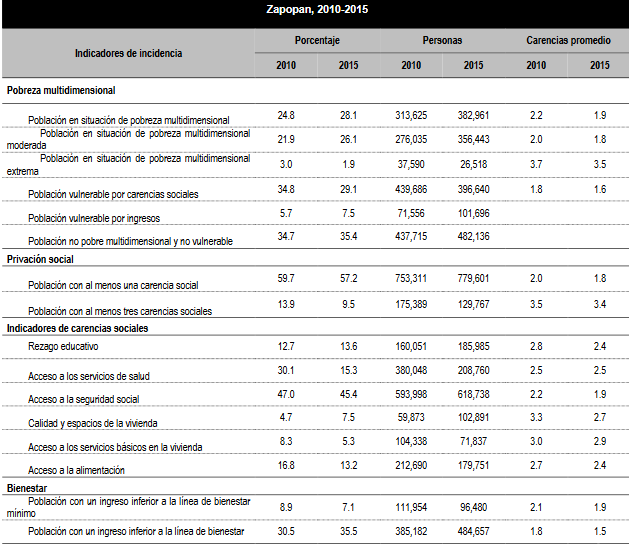 Zapopan, 2010-2015
Indicadores de incidencia Porcentaje Personas Carencias promedio
2010 2015 2010 2015 2010 2015
Pobreza multidimensional
Población en situación de pobreza multidimensional 24.8 28.1 313,625 382,961 2.2 1.9
Población en situación de pobreza multidimensional
moderada 21.9 26.1 276,035 356,443 2.0 1.8
Población en situación de pobreza multidimensional
extrema 3.0 1.9 37,590 26,518 3.7 3.5
Población vulnerable por carencias sociales 34.8 29.1 439,686 396,640 1.8 1.6
Población vulnerable por ingresos 5.7 7.5 71,556 101,696
Población no pobre multidimensional y no vulnerable 34.7 35.4 437,715 482,136
Privación social
Población con al menos una carencia social 59.7 57.2 753,311 779,601 2.0 1.8
Población con al menos tres carencias sociales 13.9 9.5 175,389 129,767 3.5 3.4
Indicadores de carencias sociales
Rezago educativo 12.7 13.6 160,051 185,985 2.8 2.4
Acceso a los servicios de salud 30.1 15.3 380,048 208,760 2.5 2.5
Acceso a la seguridad social 47.0 45.4 593,998 618,738 2.2 1.9
Calidad y espacios de la vivienda 4.7 7.5 59,873 102,891 3.3 2.7
Acceso a los servicios básicos en la vivienda 8.3 5.3 104,338 71,837 3.0 2.9
Acceso a la alimentación 16.8 13.2 212,690 179,751 2.7 2.4
Bienestar
Población con un ingreso inferior a la línea de bienestar
mínimo 8.9 7.1 111,954 96,480 2.1 1.9
Población con un ingreso inferior a la línea de bienestar 30.5 35.5 385,182 484,657 1.8 1.5